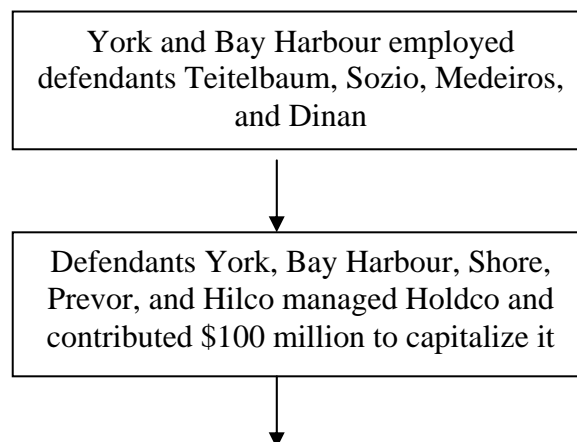 York and Bay Harbour employed
defendants Teitelbaum, Sozio, Medeiros,
and Dinan
Defendants York, Bay Harbour, Shore,
Prevor, and Hilco managed Holdco and
contributed $100 million to capitalize it